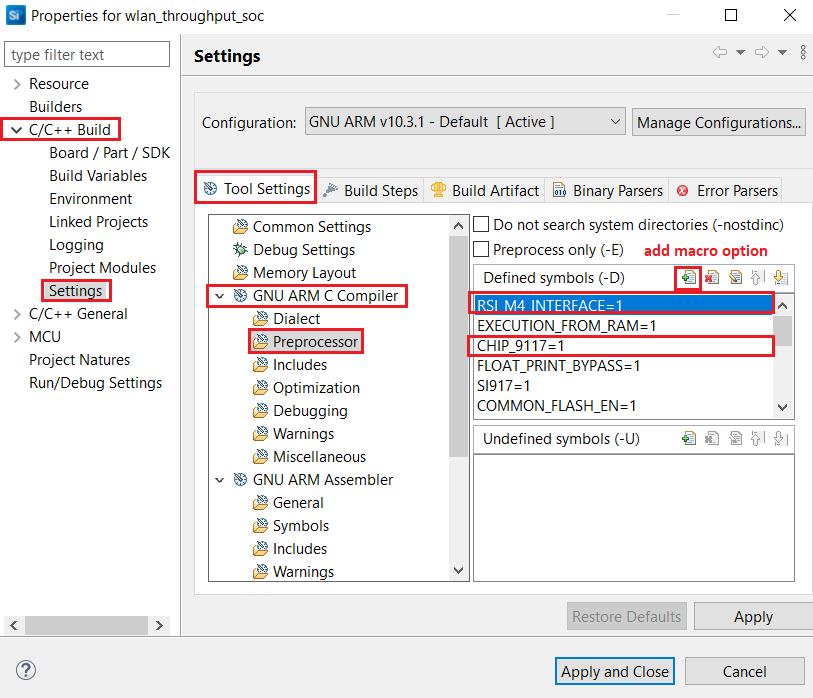 Si Properties for wlan_throughput_soc
type filter text
Settings
Resource
Builders
C/C++ Build
Board / Part / SDK
Build Variables
Environment
Linked Projects
Logging
Project Modules
Settings
C/C++ General
MCU
Project Natures
Run/Debug Settings
Configuration: GNU ARM v10.3.1 - Default [ Active ] Manage Configurations...
Tool Settings Build Steps Build Artifact Binary Parsers Error Parsers
Common Settings
Debug Settings
Memory Layout
GNU ARM C Compiler
Dialect
Preprocessor
Includes
Optimization
Debugging
Warnings
Miscellaneous
GNU ARM Assembler
General
Symbols
Includes
Warnings
Do not search system directories (-nostdinc)
Preprocess only (-E) add macro option
Defined symbols (-D)
RSI_M4_INTERFACE=1
EXECUTION_FROM_RAM=1
CHIP_9117=1
FLOAT_PRINT_BYPASS=1
SI917=1
COMMON_FLASH_EN=1
Undefined symbols (-U)
Restore Defaults Apply
? Apply and Close Cancel